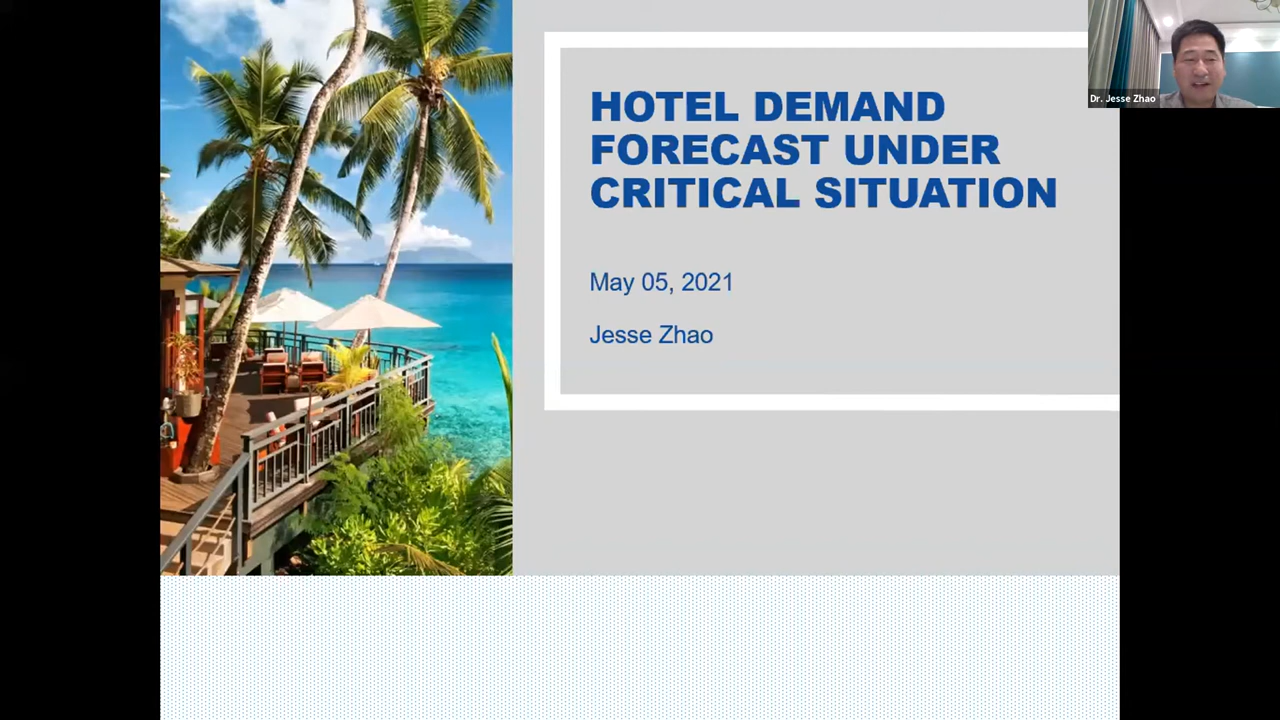 HOTEL DEMAND
FORECAST UNDER
CRITICAL SITUATION
May 05, 2021
Jesse Zhao
Dr. Jesse Zhao